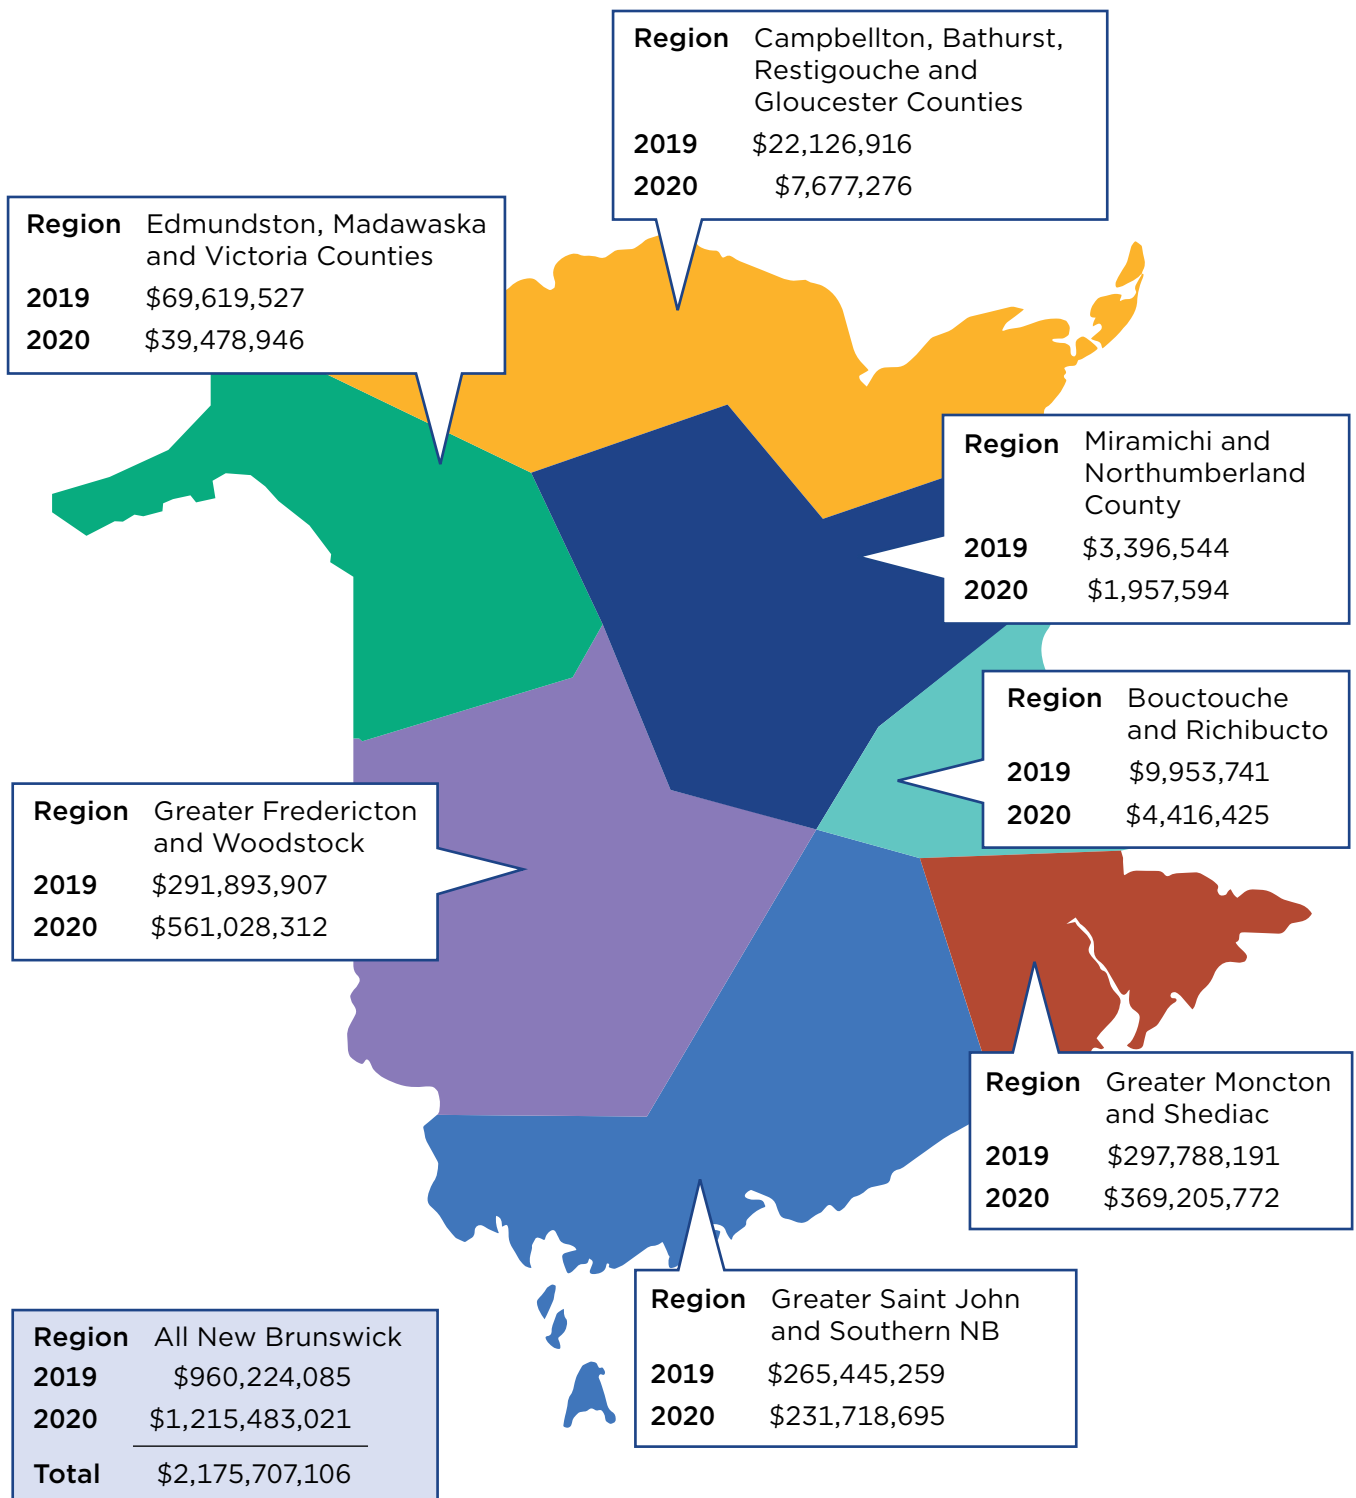 Region Campbellton, Bathurst,
Restigouche and
Gloucester Counties
2019 $22,126,916
2020 $7,677,276
Region Edmundston, Madawaska
and Victoria Counties
2019 $69,619,527
2020 $39,478,946
Region Miramichi and
Northumberland
County
2019 $3,396,544
2020 $1,957,594
Region Bouctouche
and Richibucto
2019 $9,953,741
2020 $4,416,425
Region Greater Fredericton
and Woodstock
2019 $291,893,907
2020 $561,028,312
Region Greater Moncton
and Shediac
2019 $297,788,191
2020 $369,205,772
Region Greater Saint John
and Southern NB
2019 $265,445,259
2020 $231,718,695
Region All New Brunswick
2019 $960,224,085
2020 $1,215,483,021
Total $2,175,707,106